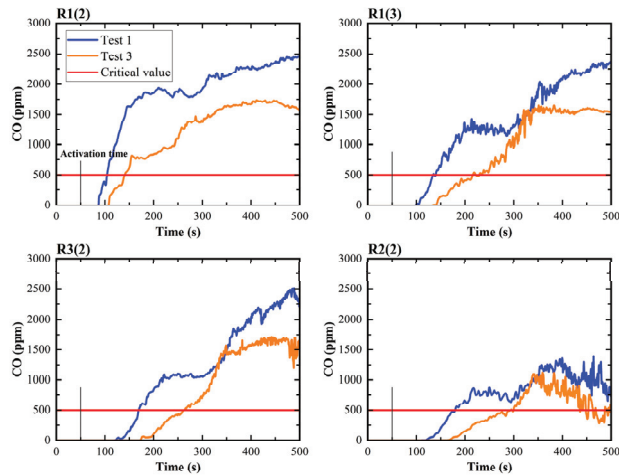 R1(2)
3000
2500
2000
1500
1000
500
0
CO (ppm)
Test 1
Test 3
Critical value
Activation time
0 100 200 300 400 500
Time (s)
R1(3)
3000
2500
2000
1500
1000
500
0
CO (ppm)
0 100 200 300 400 500
Time (s)
R3(2)
3000
2500
2000
1500
1000
500
0
CO (ppm)
0 100 200 300 400 500
Time (s)
R2(2)
3000
2500
2000
1500
1000
500
0
CO (ppm)
0 100 200 300 400 500
Time (s)